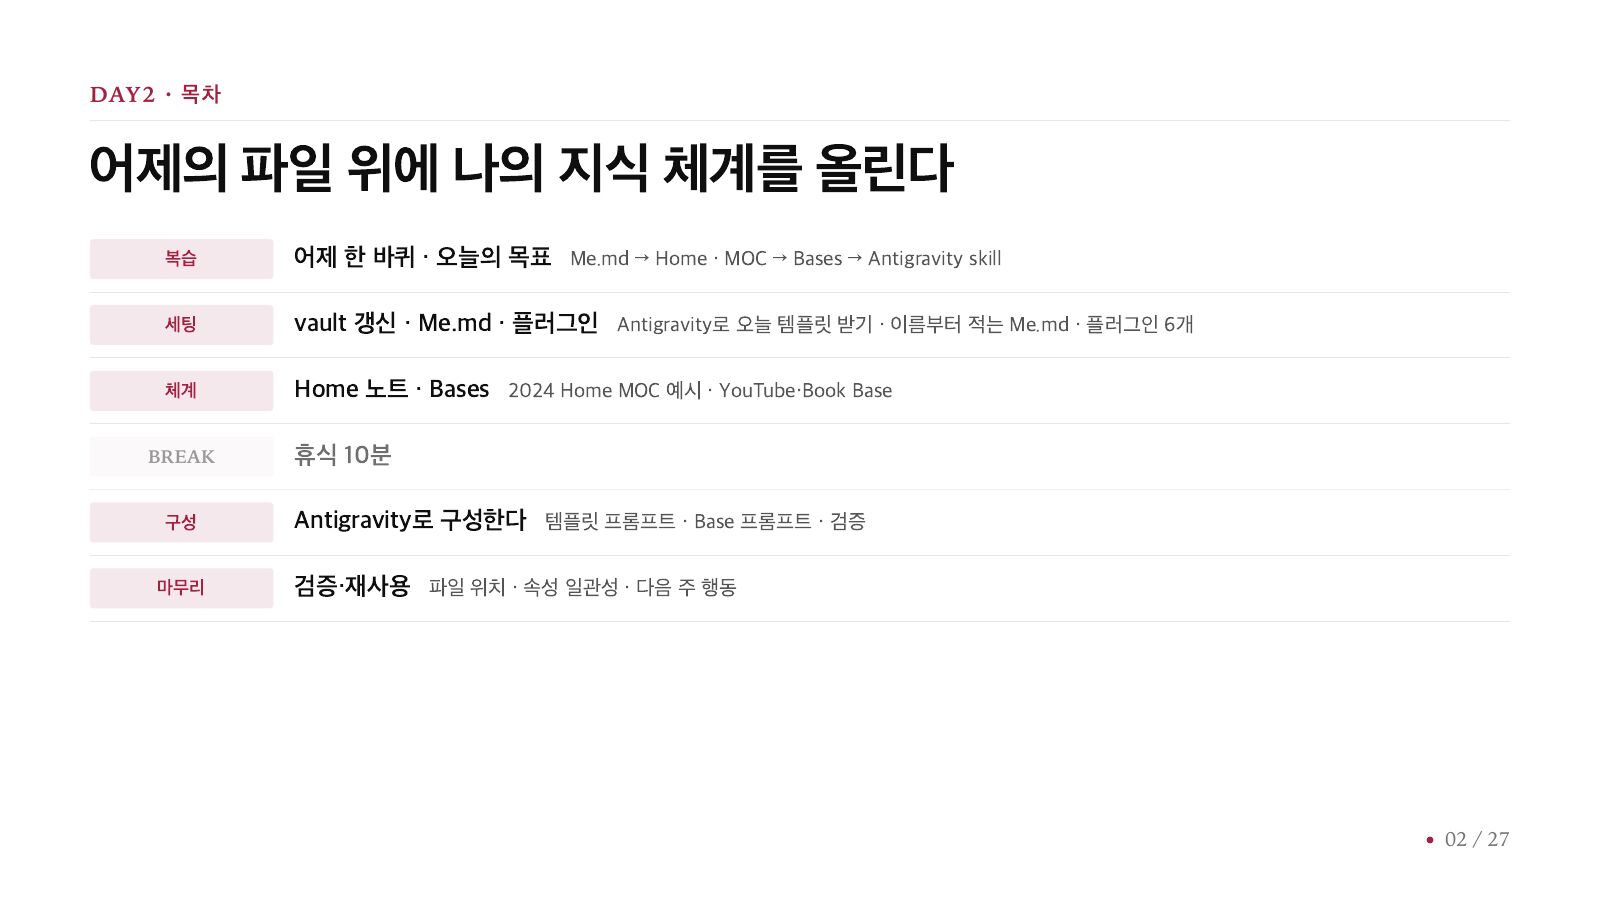 DAY2 · 목차
어제의 파일 위에 나의 지식 체계를 올린다
복습 어제 한 바퀴 · 오늘의 목표 Me.md → Home · MOC → Bases → Antigravity skill
세팅 vault 갱신 · Me.md · 플러그인 Antigravity로 오늘 템플릿 받기 · 이름부터 적는 Me.md · 플러그인 6개
체계 Home 노트 · Bases 2024 Home MOC 예시 · YouTube·Book Base
BREAK 휴식 10분
구성 Antigravity로 구성한다 템플릿 프롬프트 · Base 프롬프트 · 검증
마무리 검증·재사용 파일 위치 · 속성 일관성 · 다음 주 행동
• 02 / 27